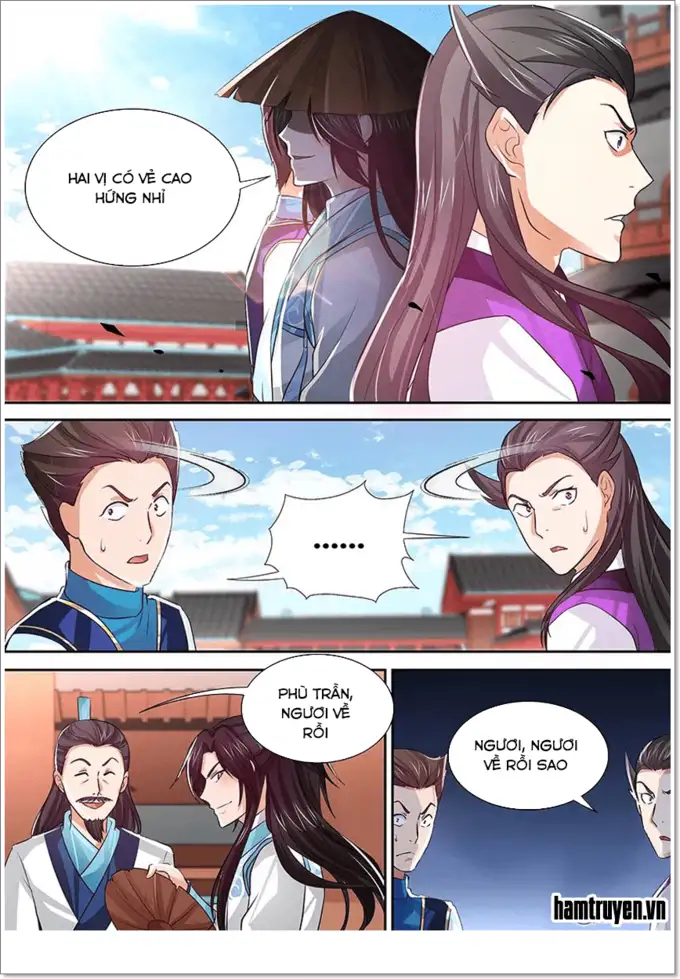 HAI VỊ CÓ VẺ CAO
HỨNG NHỈ
......
PHÙ TRẦN,
NGƯƠI VỀ
RỒI
NGƯƠI, NGƯƠI
VỀ RỒI SAO
hamtruyen.vn